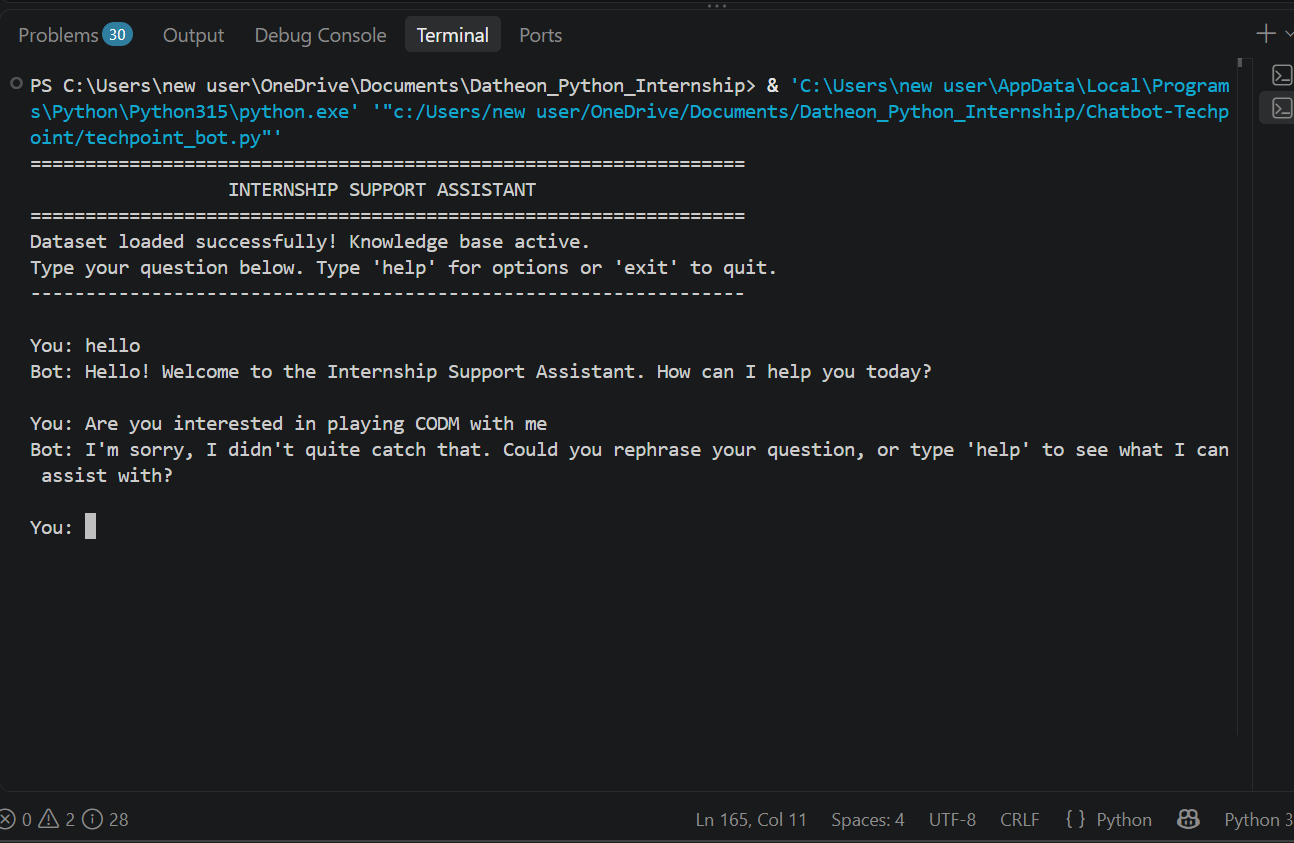 Problems 30 Output Debug Console Terminal Ports
PS C:\Users\new user\OneDrive\Documents\Datheon_Python_Internship> & 'C:\Users\new user\AppData\Local\Program
s\Python\Python315\python.exe' '"c:/Users/new user/OneDrive/Documents/Datheon_Python_Internship/Chatbot-Techp
oint/techpoint_bot.py"'
=================================================================
INTERNSHIP SUPPORT ASSISTANT
=================================================================
Dataset loaded successfully! Knowledge base active.
Type your question below. Type 'help' for options or 'exit' to quit.
-----------------------------------------------------------------
You: hello
Bot: Hello! Welcome to the Internship Support Assistant. How can I help you today?
You: Are you interested in playing CODM with me
Bot: I'm sorry, I didn't quite catch that. Could you rephrase your question, or type 'help' to see what I can
assist with?
You:
0 2 28 Ln 165, Col 11 Spaces: 4 UTF-8 CRLF { } Python Python 3